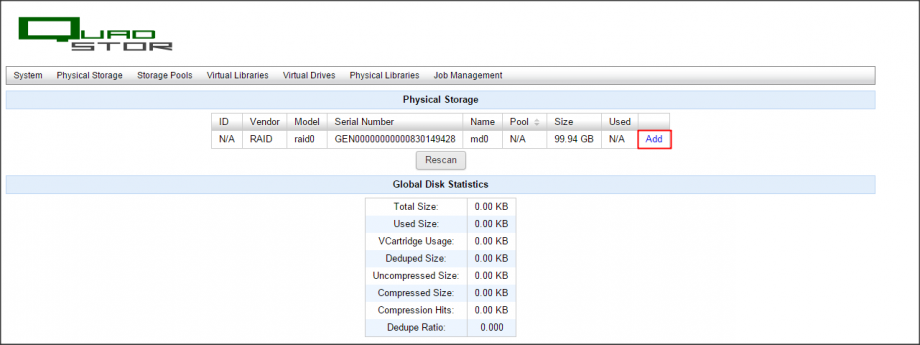 QUAD
STOR
System Physical Storage Storage Pools Virtual Libraries Virtual Drives Physical Libraries Job Management
Physical Storage
ID Vendor Model Serial Number Name Pool Size Used
N/A RAID raid0 GEN00000000000830149428 md0 N/A 99.94 GB N/A Add
Rescan
Global Disk Statistics
Total Size: 0.00 KB
Used Size: 0.00 KB
VCartridge Usage: 0.00 KB
Deduped Size: 0.00 KB
Uncompressed Size: 0.00 KB
Compressed Size: 0.00 KB
Compression Hits: 0.00 KB
Dedupe Ratio: 0.000